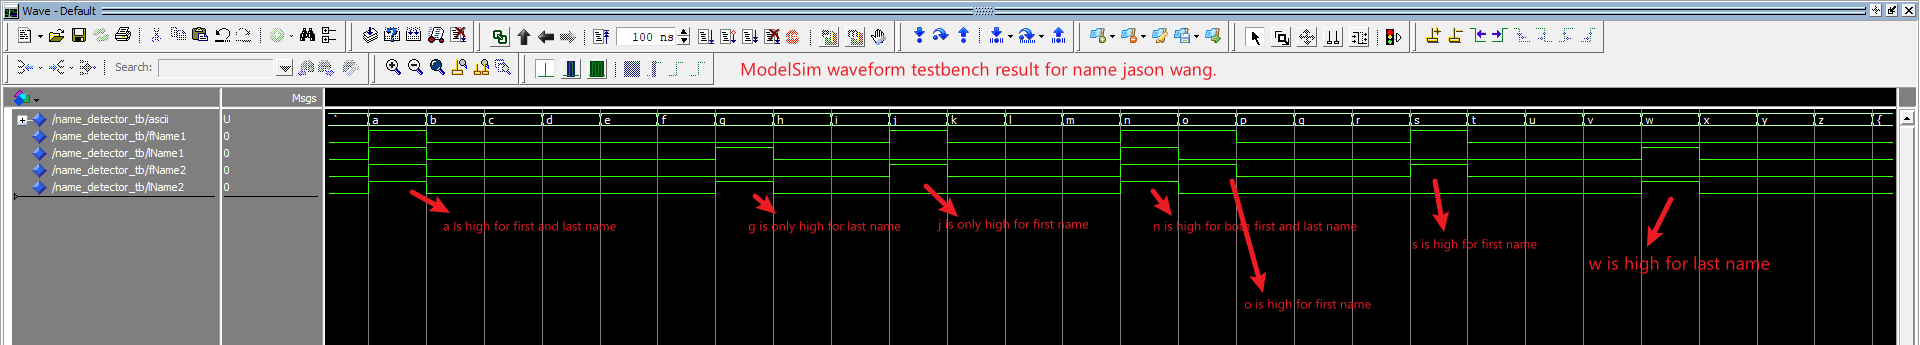 Wave - Default
100 ns
Search:
ModelSim waveform testbench result for name jason wang.
Msgs
/name_detector_tb/ascii U ` a b c d e f g h i j k l m n o p q r s t u v w x y z {
/name_detector_tb/fName1 0
/name_detector_tb/lName1 0
/name_detector_tb/fName2 0
/name_detector_tb/lName2 0
a is high for first and last name
g is only high for last name
j is only high for first name
n is high for both first and last name
s is high for first name
w is high for last name
o is high for first name